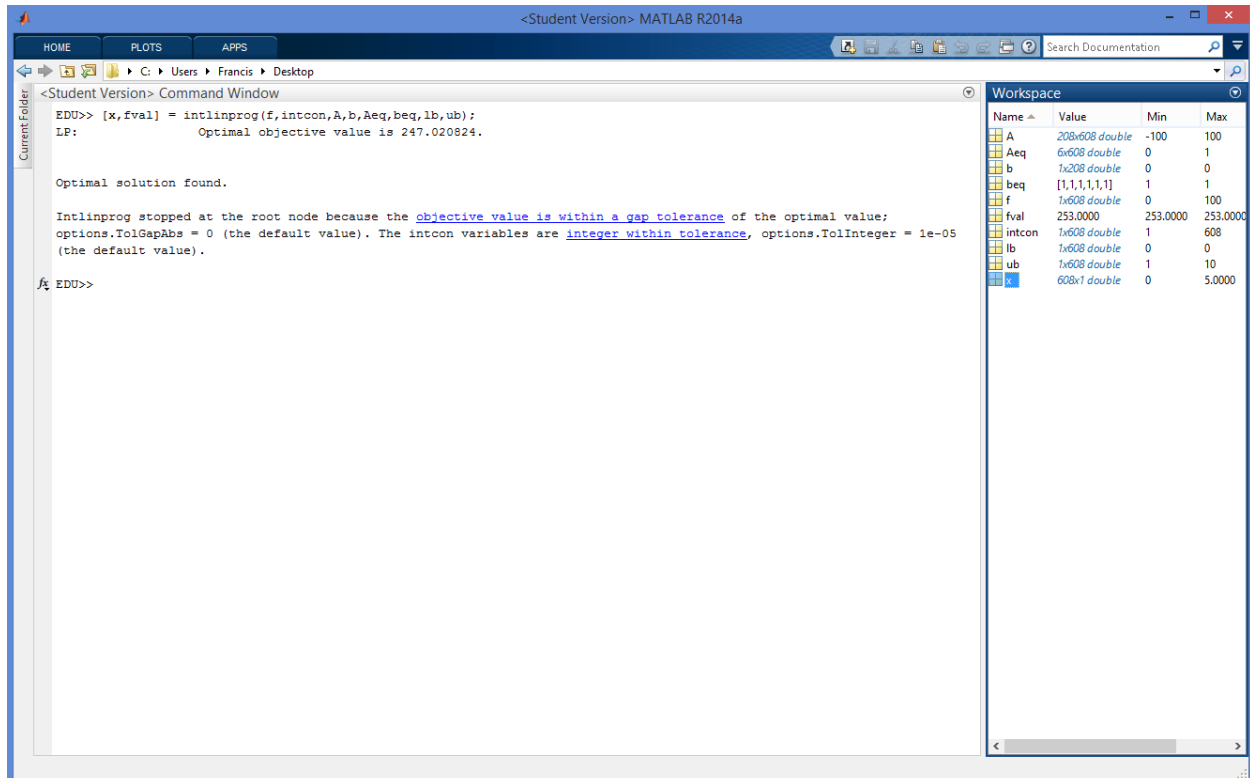 <Student Version> MATLAB R2014a
HOME PLOTS APPS
Search Documentation
C: Users Francis Desktop
Current Folder
<Student Version> Command Window
EDU>> [x,fval] = intlinprog(f,intcon,A,b,Aeq,beq,lb,ub);
LP: Optimal objective value is 247.020824.
Optimal solution found.
Intlinprog stopped at the root node because the objective value is within a gap tolerance of the optimal value;
options.TolGapAbs = 0 (the default value). The intcon variables are integer within tolerance, options.TolInteger = 1e-05
(the default value).
fx EDU>>
Workspace
Name Value Min Max
A 208x608 double -100 100
Aeq 6x608 double 0 1
b 1x208 double 0 0
beq [1,1,1,1,1,1] 1 1
f 1x608 double 0 100
fval 253.0000 253.0000 253.0000
intcon 1x608 double 1 608
lb 1x608 double 0 0
ub 1x608 double 1 10
x 608x1 double 0 5.0000